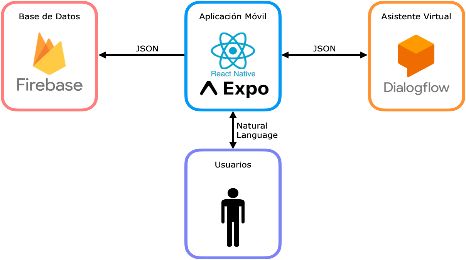 Base de Datos
Firebase
JSON
Aplicación Móvil
React Native
Expo
JSON
Asistente Virtual
Dialogflow
Natural
Language
Usuarios